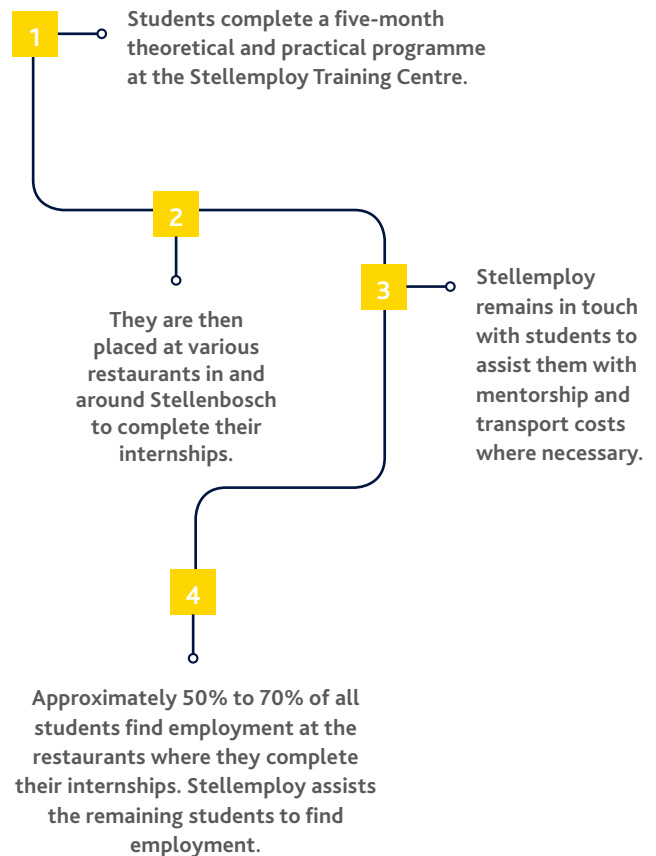 1
Students complete a five-month
theoretical and practical programme
at the Stellemploy Training Centre.
2
They are then
placed at various
restaurants in and
around Stellenbosch
to complete their
internships.
3
Stellemploy
remains in touch
with students to
assist them with
mentorship and
transport costs
where necessary.
4
Approximately 50% to 70% of all
students find employment at the
restaurants where they complete
their internships. Stellemploy assists
the remaining students to find
employment.